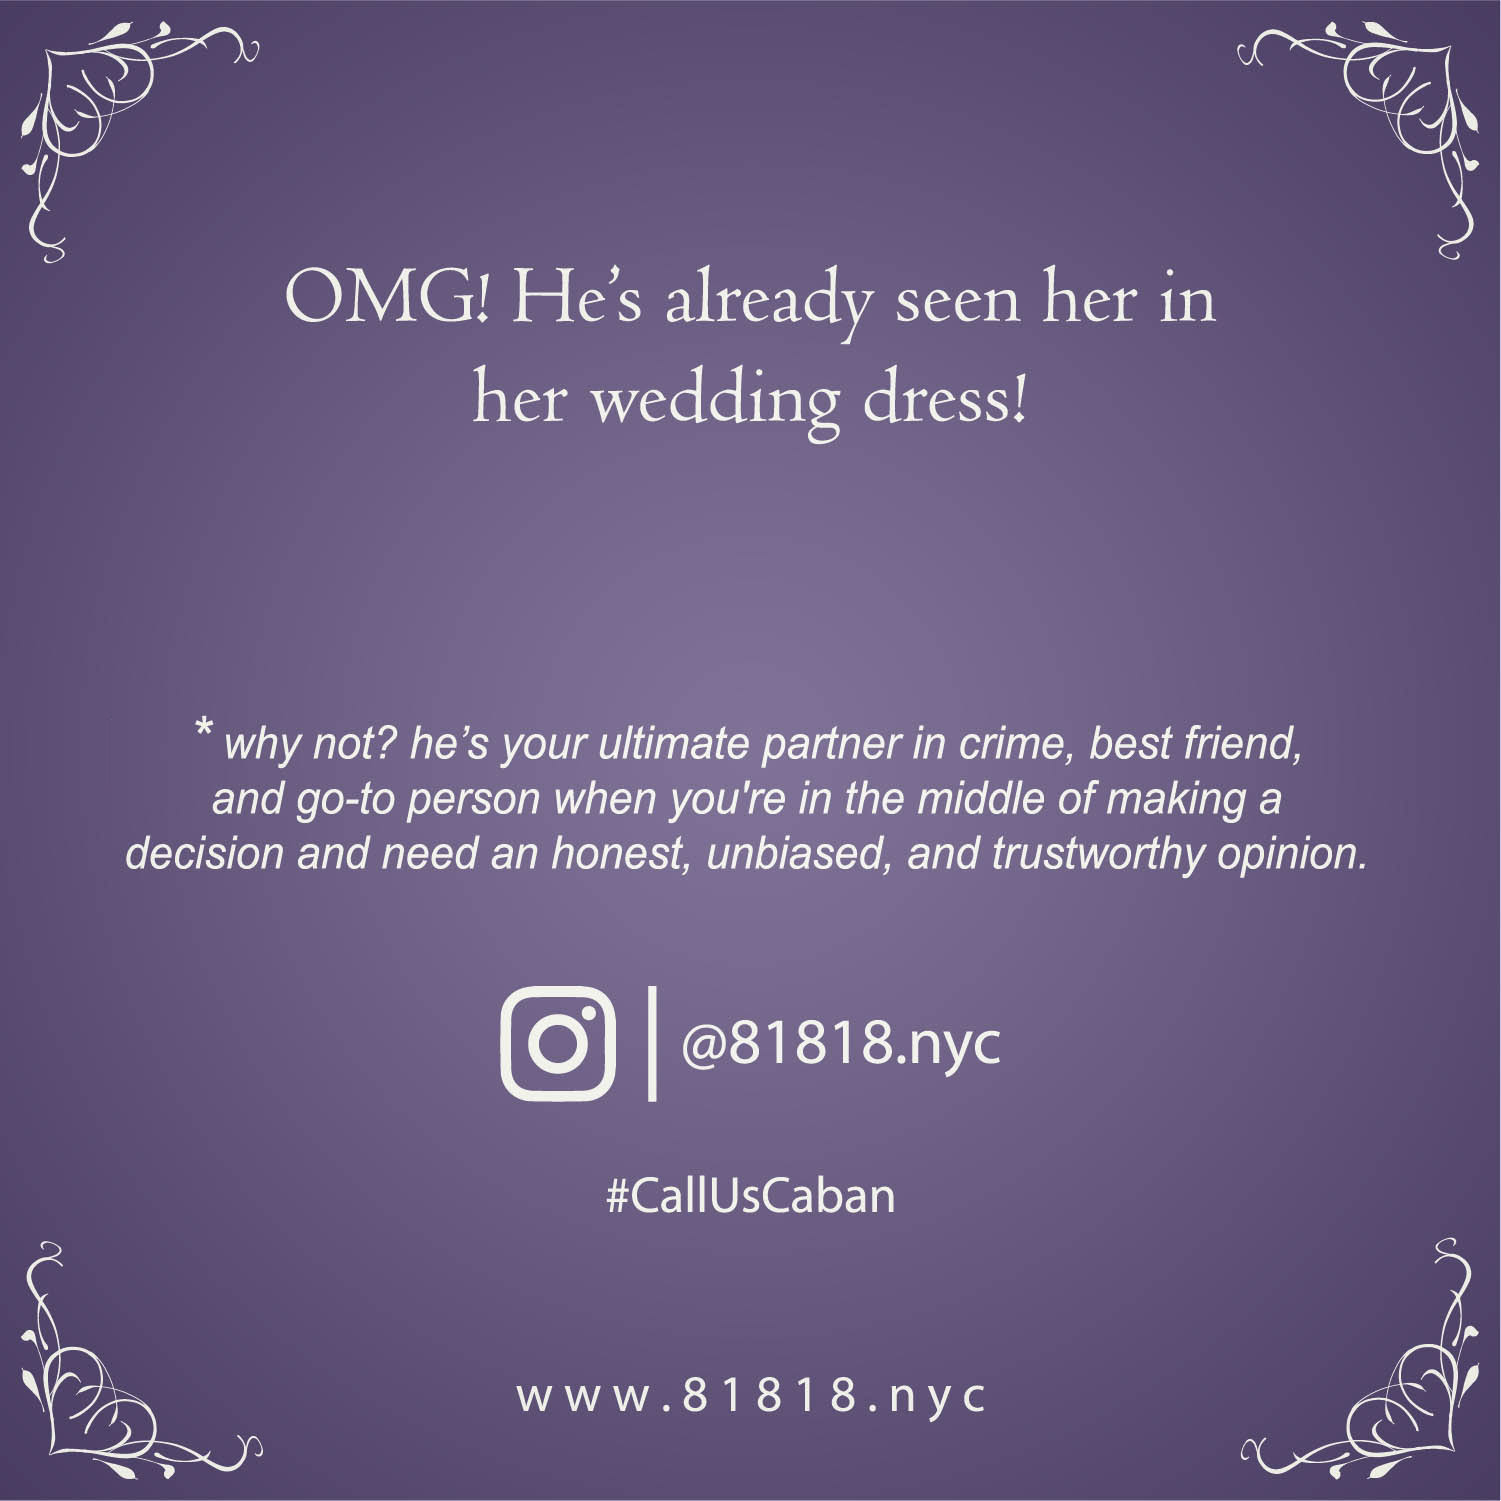 OMG! He’s already seen her in
her wedding dress!
* why not? he’s your ultimate partner in crime, best friend,
and go-to person when you're in the middle of making a
decision and need an honest, unbiased, and trustworthy opinion.
@81818.nyc
#CallUsCaban
www.81818.nyc